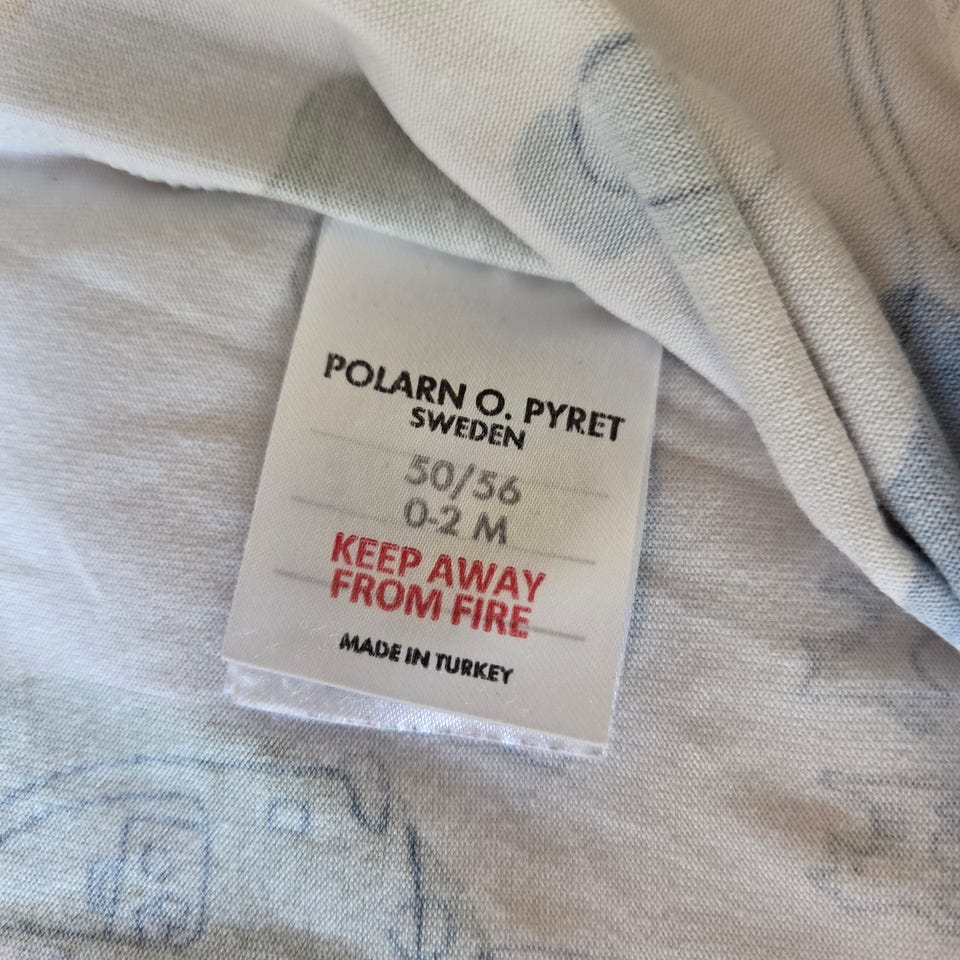 POLARN O. PYRET
SWEDEN
50/56
0-2 M
KEEP AWAY
FROM FIRE
MADE IN TURKEY